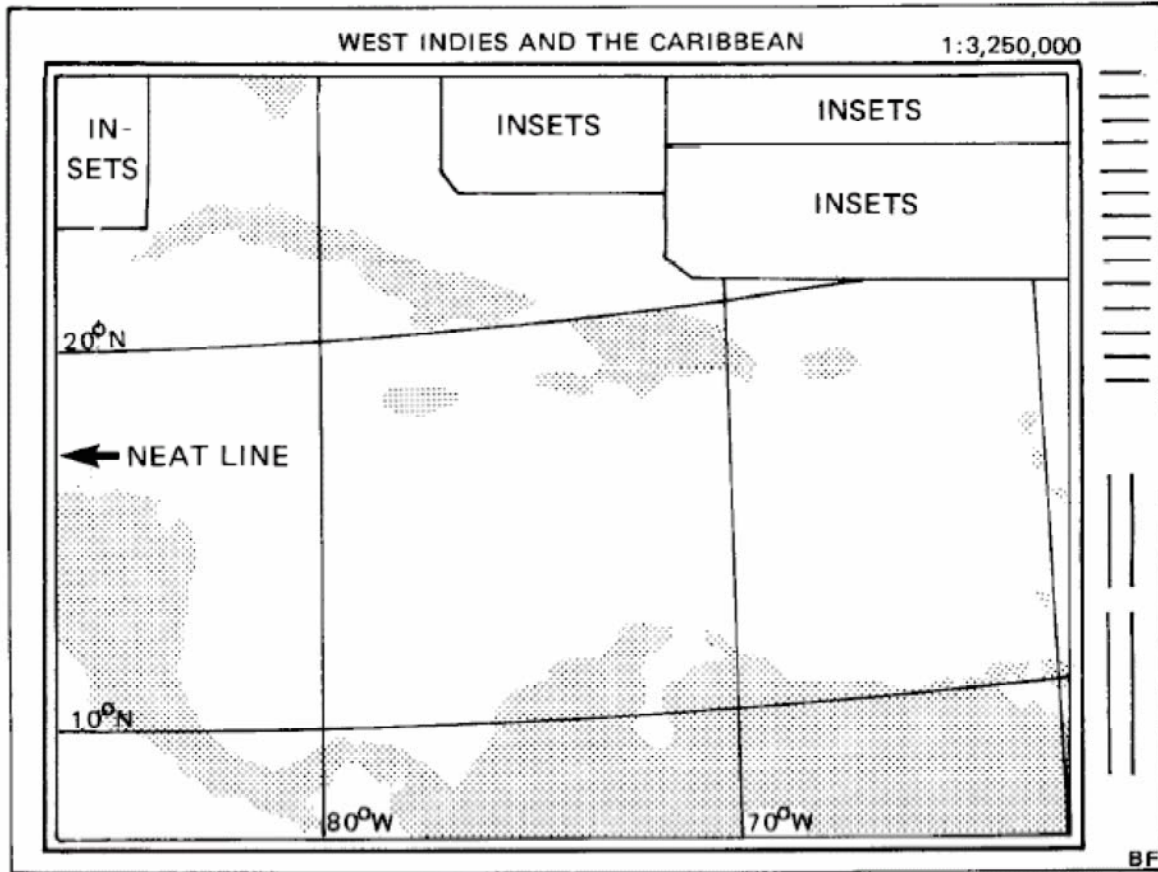 WEST INDIES AND THE CARIBBEAN
1:3,250,000
IN-
SETS
INSETS
INSETS
INSETS
20°N
NEAT LINE
10°N
80°W
70°W
BF